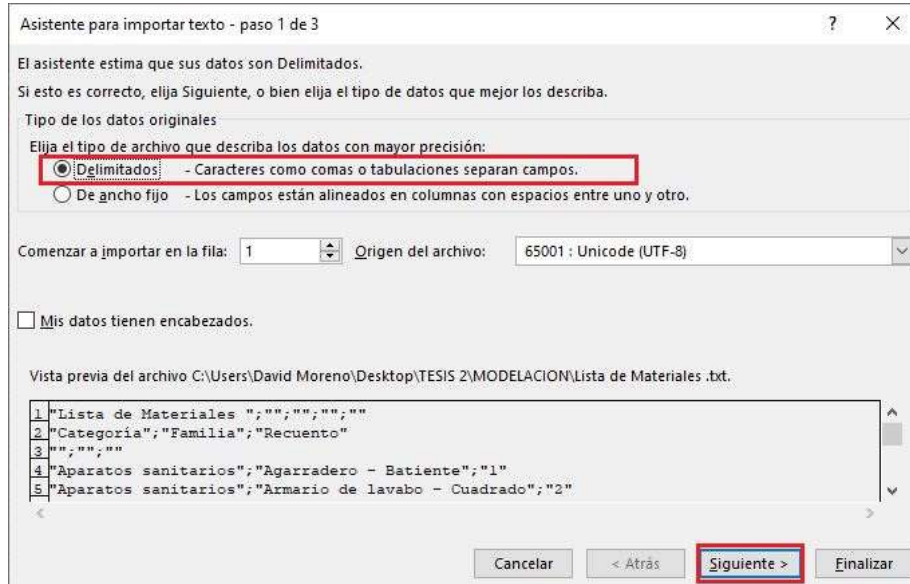 Asistente para importar texto - paso 1 de 3 ? ×
El asistente estima que sus datos son Delimitados.
Si esto es correcto, elija Siguiente, o bien elija el tipo de datos que mejor los describa.
Tipo de los datos originales
Elija el tipo de archivo que describa los datos con mayor precisión:
Delimitados - Caracteres como comas o tabulaciones separan campos.
De ancho fijo - Los campos están alineados en columnas con espacios entre uno y otro.
Comenzar a importar en la fila: 1 Origen del archivo: 65001 : Unicode (UTF-8)
Mis datos tienen encabezados.
Vista previa del archivo C:\Users\David Moreno\Desktop\TESIS 2\MODELACION\Lista de Materiales .txt.
1 "Lista de Materiales ";"";"";"";""
2 "Categoría";"Familia";"Recuento"
3 "";"";""
4 "Aparatos sanitarios";"Agarradero - Batiente";"1"
5 "Aparatos sanitarios";"Armario de lavabo - Cuadrado";"2"
Cancelar < Atrás Siguiente > Finalizar